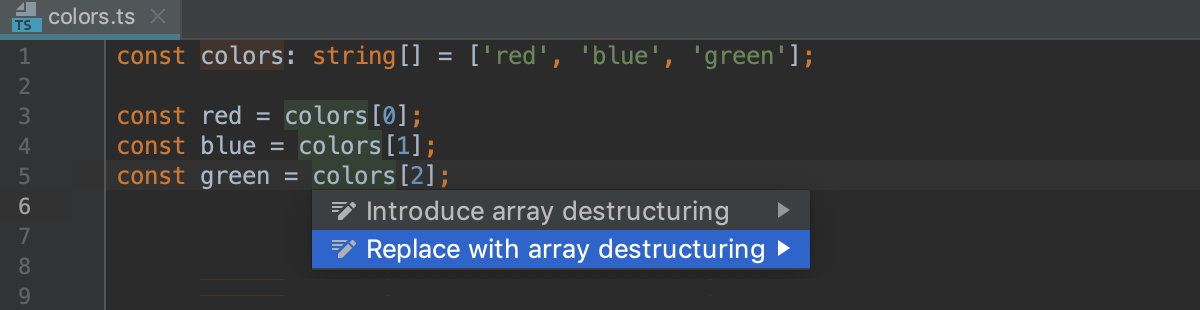 TS colors.ts
1 const colors: string[] = ['red', 'blue', 'green'];
2
3 const red = colors[0];
4 const blue = colors[1];
5 const green = colors[2];
6
Introduce array destructuring
7
Replace with array destructuring
8
9